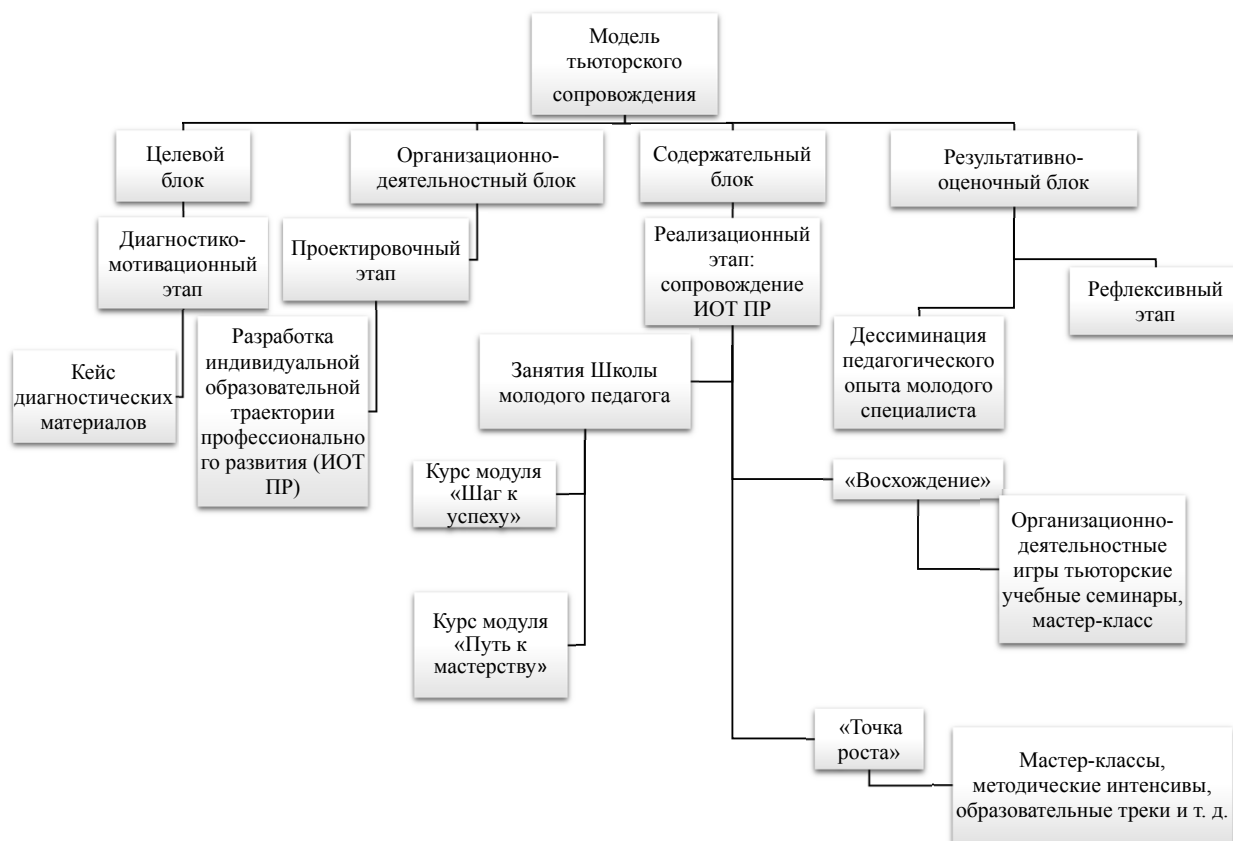 Модель
тьюторского
сопровождения
Целевой
блок
Организационно-
деятельностный блок
Содержательный
блок
Результативно-
оценочный блок
Диагностико-
мотивационный
этап
Проектировочный
этап
Реализационный
этап:
сопровождение
ИОТ ПР
Рефлексивный
этап
Кейс
диагностических
материалов
Разработка
индивидуальной
образовательной
траектории
профессионально
го развития (ИОТ
ПР)
Занятия Школы
молодого педагога
Дессиминация
педагогического
опыта молодого
специалиста
Курс модуля
«Шаг к
успеху»
«Восхождение»
Организационно-
деятельностные
игры тьюторские
учебные семинары,
мастер-класс
Курс модуля
«Путь к
мастерству»
«Точка
роста»
Мастер-классы,
методические интенсивы,
образовательные треки и т. д.